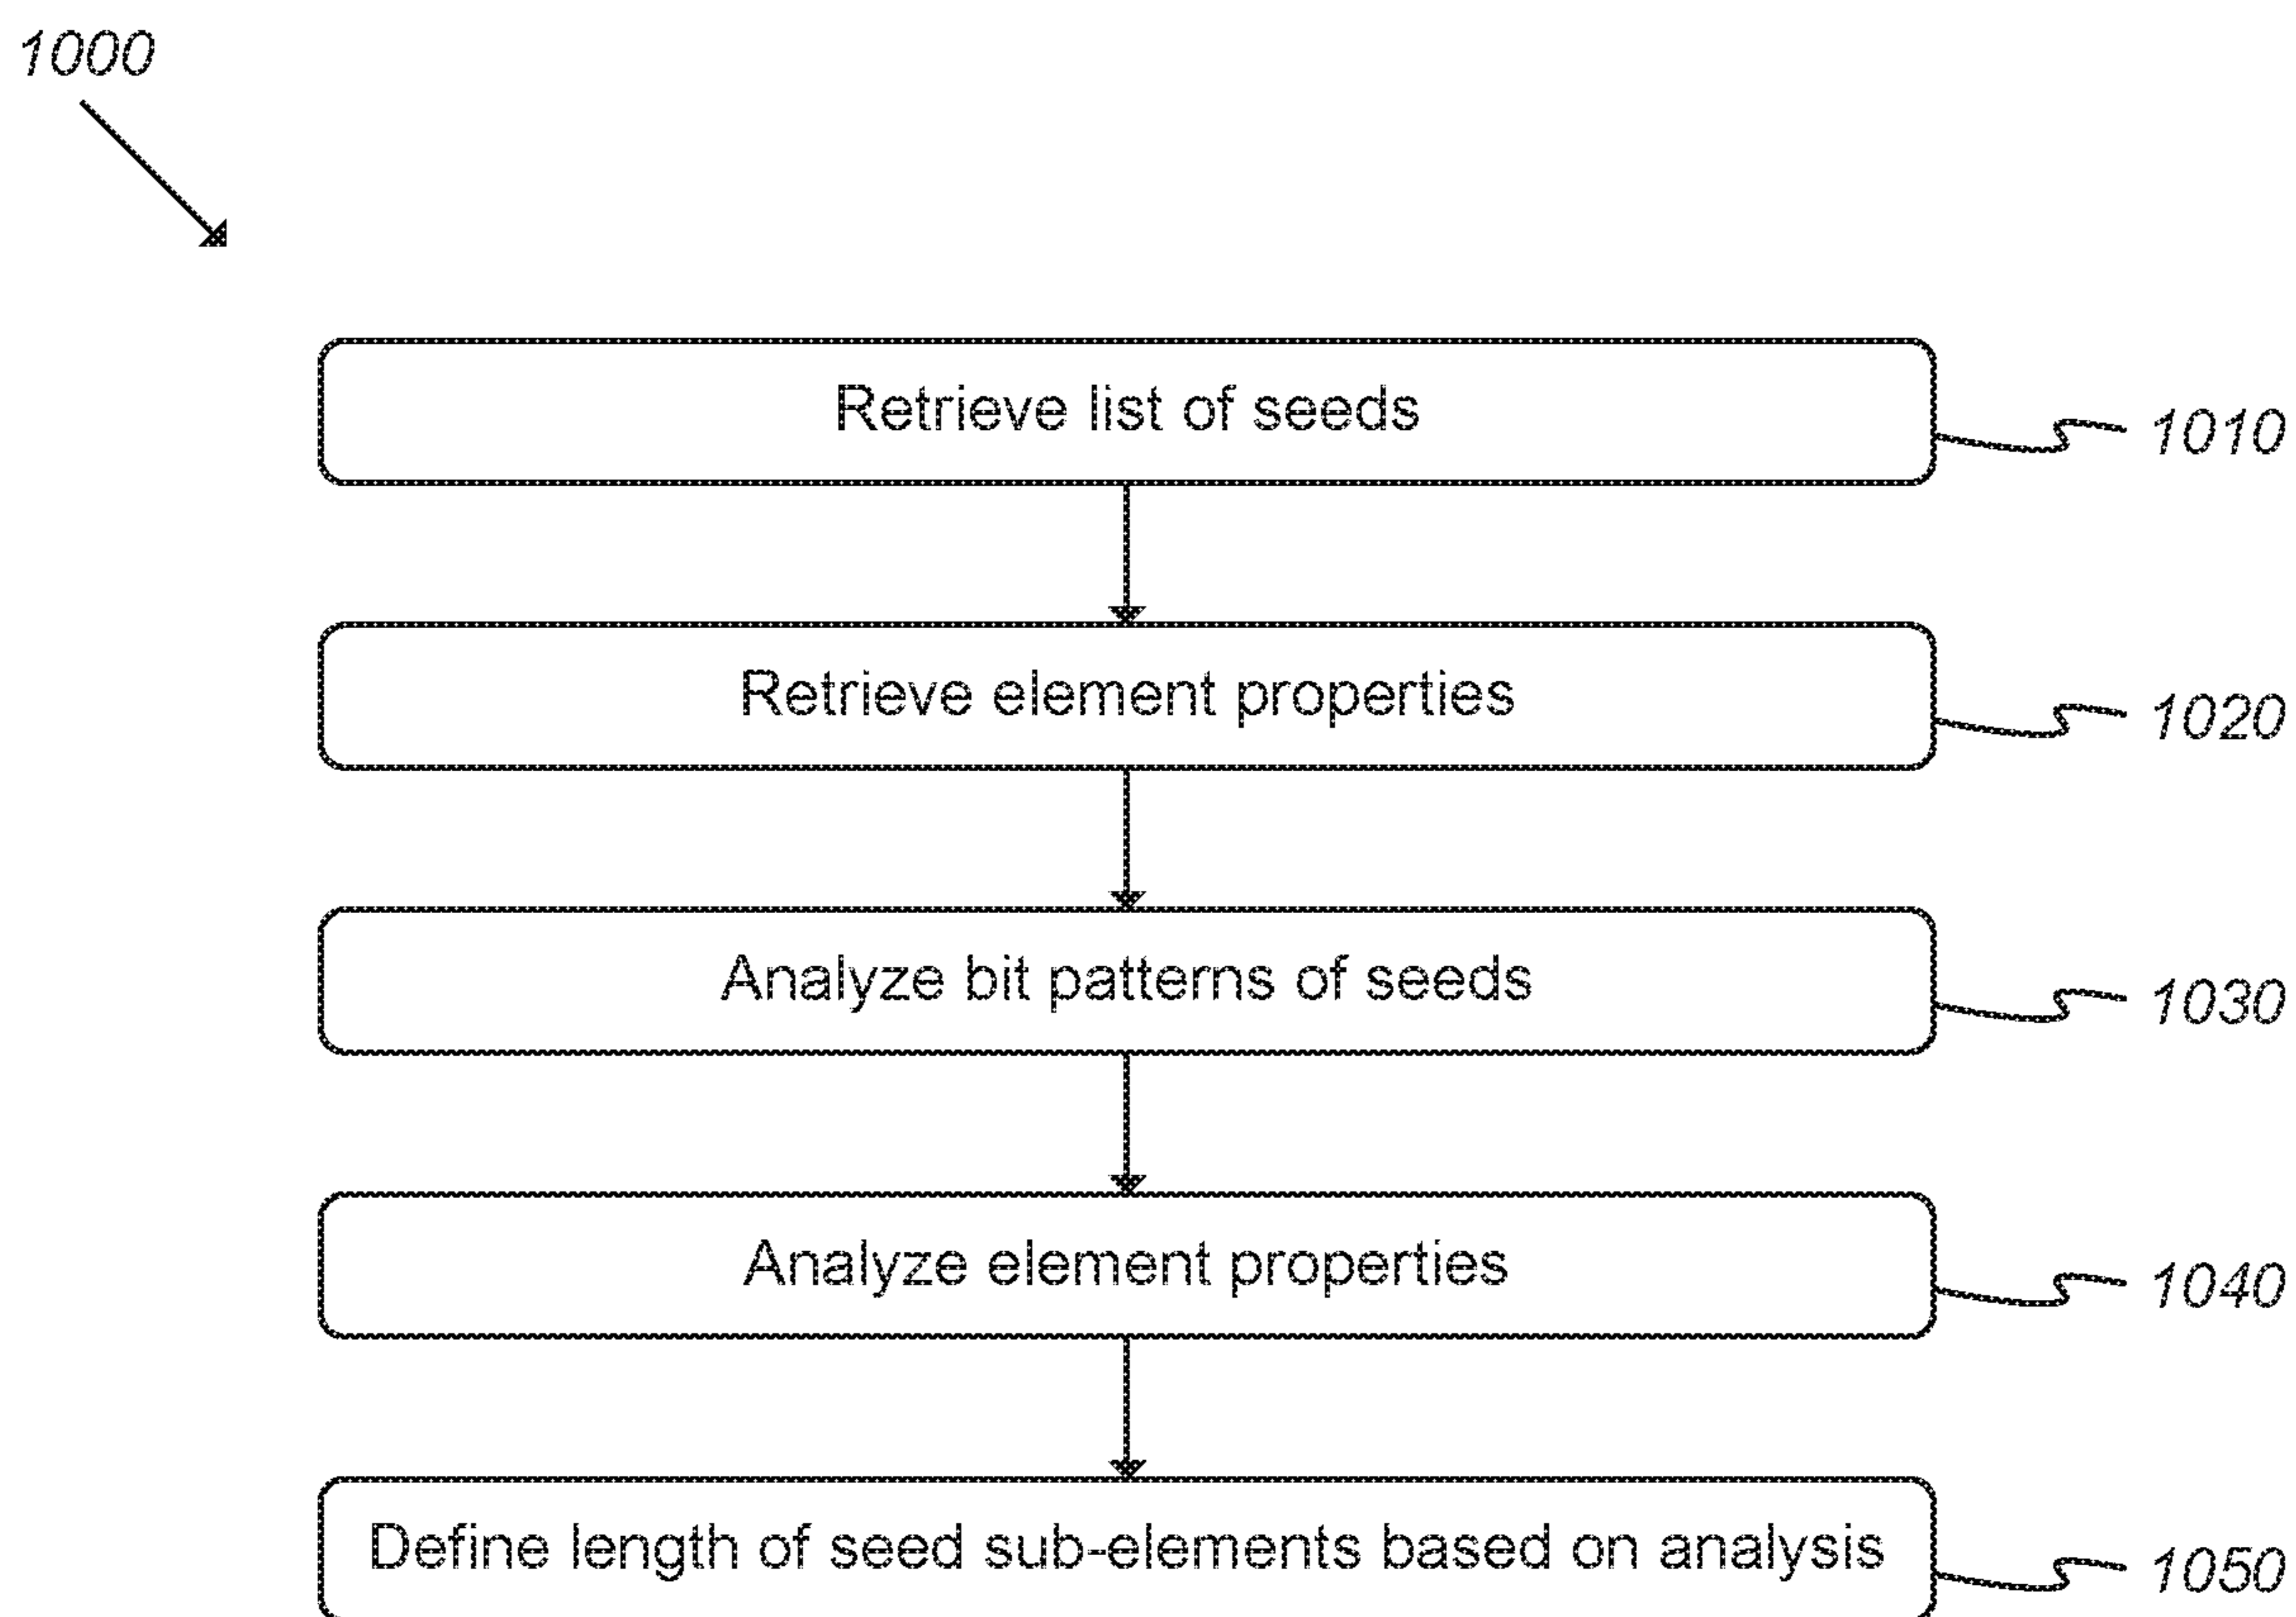 1000
Retrieve list of seeds
1010
Retrieve element properties
1020
Analyze bit patterns of seeds
1030
Analyze element properties
1040
Define length of seed sub-elements based on analysis
1050